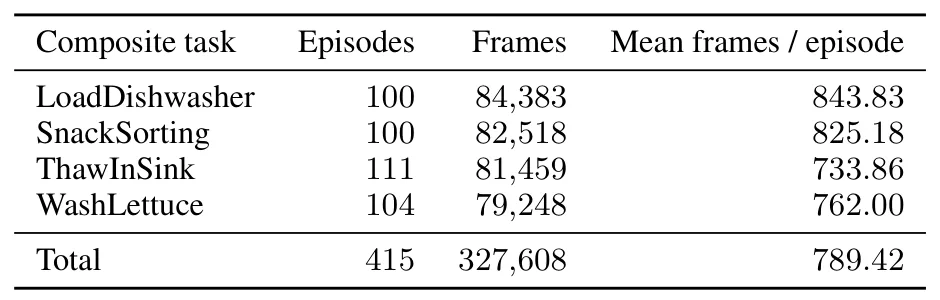 Composite task Episodes Frames Mean frames / episode
LoadDishwasher 100 84,383 843.83
SnackSorting 100 82,518 825.18
ThawInSink 111 81,459 733.86
WashLettuce 104 79,248 762.00
Total 415 327,608 789.42